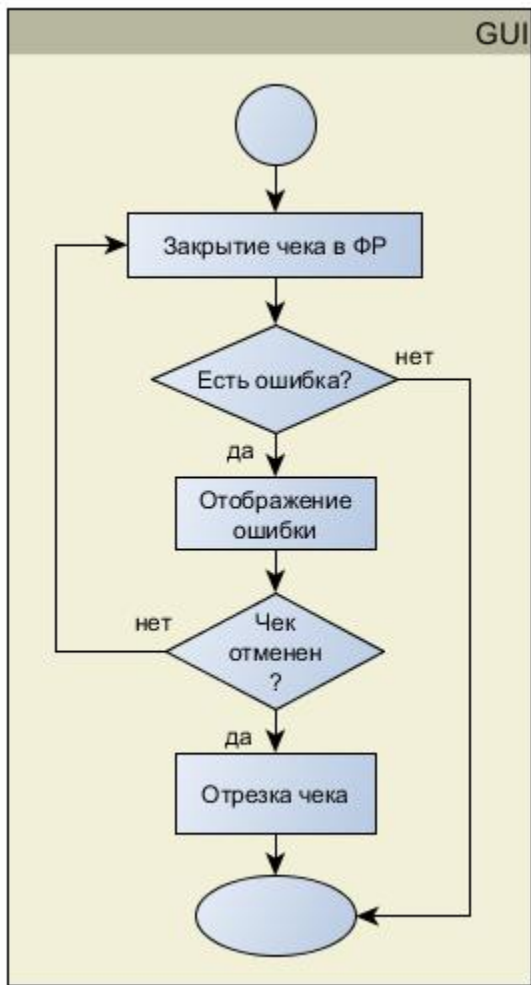 GUI
Закрытие чека в ФР
Есть ошибка?
нет
да
Отображение
ошибки
нет
Чек
отменен
?
да
Отрезка чека